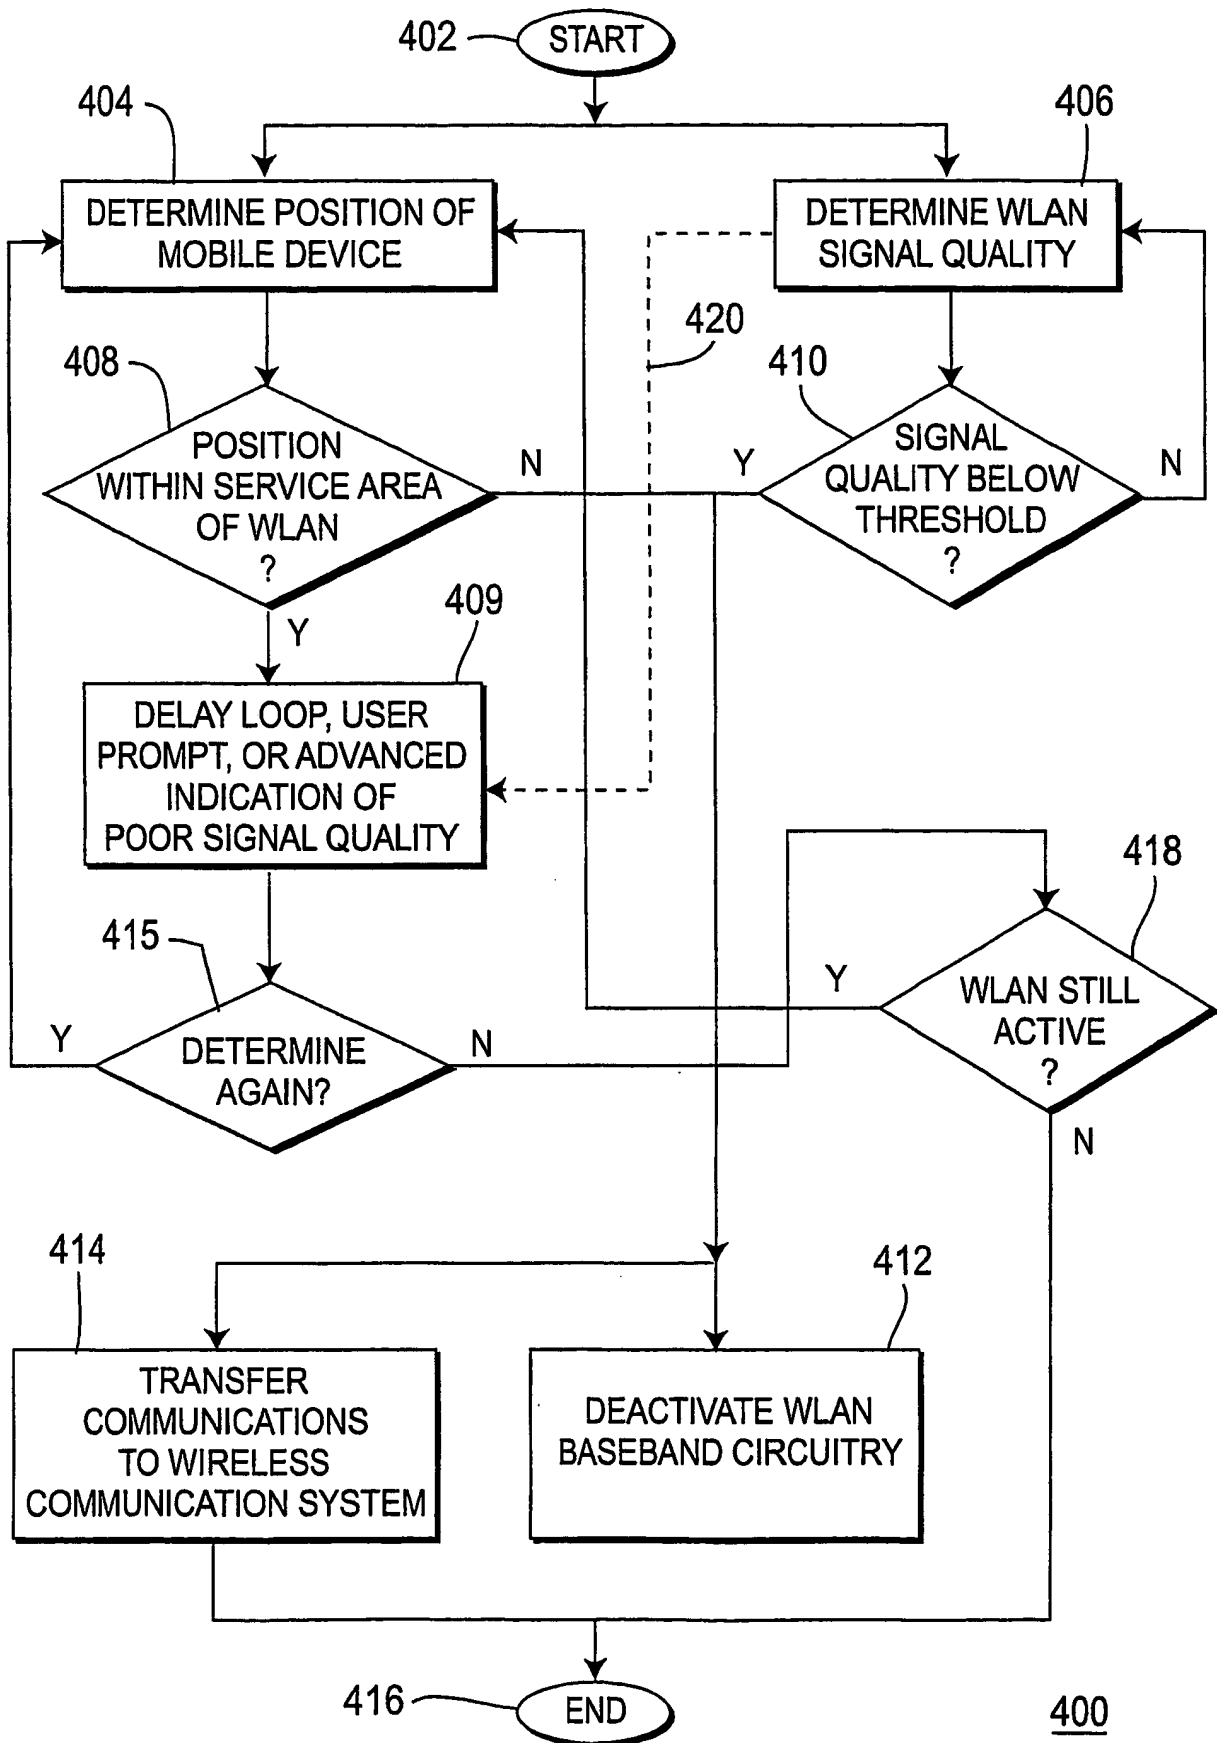 402
START
404
406
DETERMINE POSITION OF
MOBILE DEVICE
DETERMINE WLAN
SIGNAL QUALITY
420
408
410
POSITION
WITHIN SERVICE AREA
OF WLAN
?
N
Y
SIGNAL
QUALITY BELOW
THRESHOLD
?
N
Y
409
DELAY LOOP, USER
PROMPT, OR ADVANCED
INDICATION OF
POOR SIGNAL QUALITY
418
415
Y
DETERMINE
AGAIN?
N
Y
WLAN STILL
ACTIVE
?
N
414
412
TRANSFER
COMMUNICATIONS
TO WIRELESS
COMMUNICATION SYSTEM
DEACTIVATE WLAN
BASEBAND CIRCUITRY
416
END
400